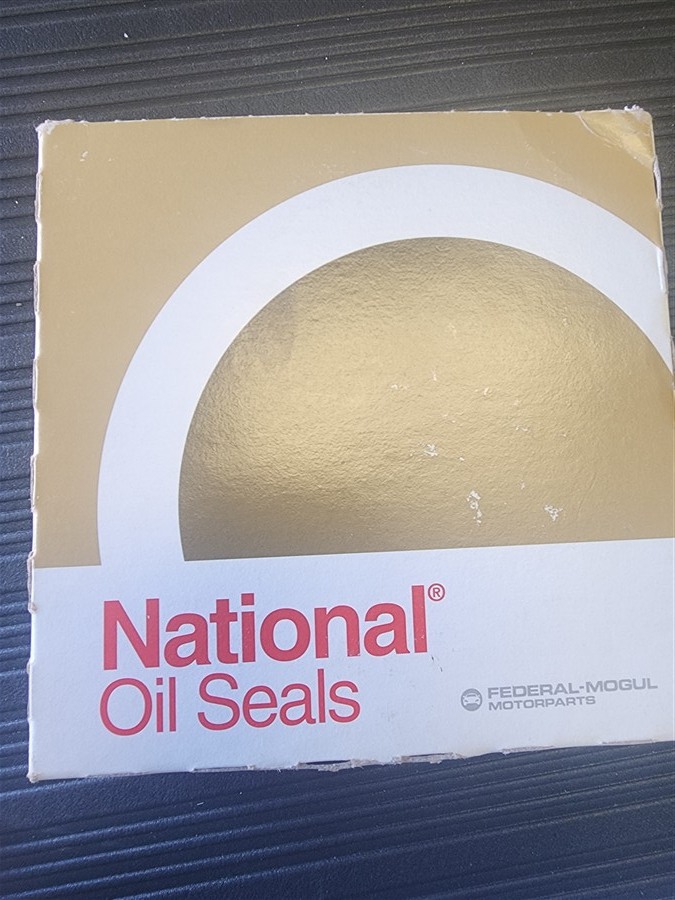 National®
Oil Seals
FEDERAL-MOGUL
MOTORPARTS